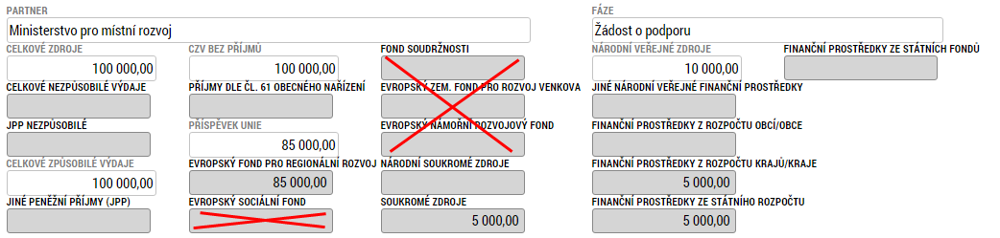 PARTNER
FÁZE
Ministerstvo pro místní rozvoj
Žádost o podporu
CELKOVÉ ZDROJE
CZV BEZ PŘÍJMŮ
FOND SOUDRŽNOSTI
NÁRODNÍ VEŘEJNÉ ZDROJE
FINANČNÍ PROSTŘEDKY ZE STÁTNÍCH FONDŮ
100 000,00
100 000,00
10 000,00
CELKOVÉ NEZPŮSOBILÉ VÝDAJE
PŘÍJMY DLE ČL. 61 OBECNÉHO NAŘÍZENÍ
EVROPSKÝ ZEM. FOND PRO ROZVOJ VENKOVA
JINÉ NÁRODNÍ VEŘEJNÉ FINANČNÍ PROSTŘEDKY
JPP NEZPŮSOBILÉ
PŘÍSPĚVEK UNIE
EVROPSKÝ NÁMOŘNÍ ROZVOJOVÝ FOND
FINANČNÍ PROSTŘEDKY Z ROZPOČTU OBCÍ/OBCE
85 000,00
CELKOVÉ ZPŮSOBILÉ VÝDAJE
EVROPSKÝ FOND PRO REGIONÁLNÍ ROZVOJ
NÁRODNÍ SOUKROMÉ ZDROJE
FINANČNÍ PROSTŘEDKY Z ROZPOČTU KRAJŮ/KRAJE
100 000,00
85 000,00
5 000,00
JINÉ PENĚŽNÍ PŘÍJMY (JPP)
EVROPSKÝ SOCIÁLNÍ FOND
SOUKROMÉ ZDROJE
FINANČNÍ PROSTŘEDKY ZE STÁTNÍHO ROZPOČTU
5 000,00
5 000,00